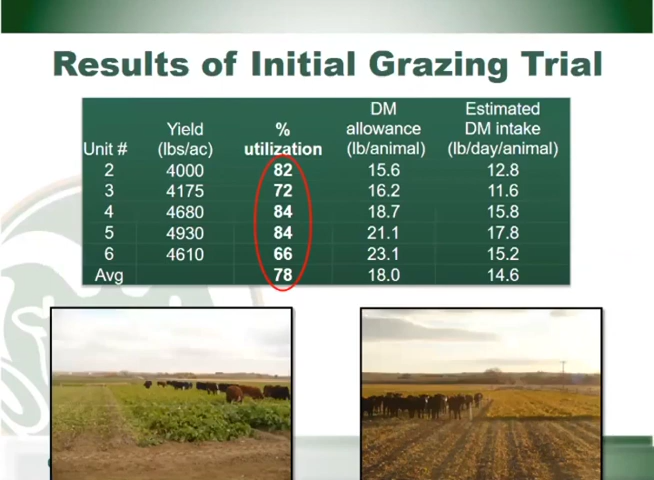 Results of Initial Grazing Trial
Unit # Yield (lbs/ac) % utilization DM allowance (lb/animal) Estimated DM intake (lb/day/animal)
2 4000 82 15.6 12.8
3 4175 72 16.2 11.6
4 4680 84 18.7 15.8
5 4930 84 21.1 17.8
6 4610 66 23.1 15.2
Avg 78 18.0 14.6